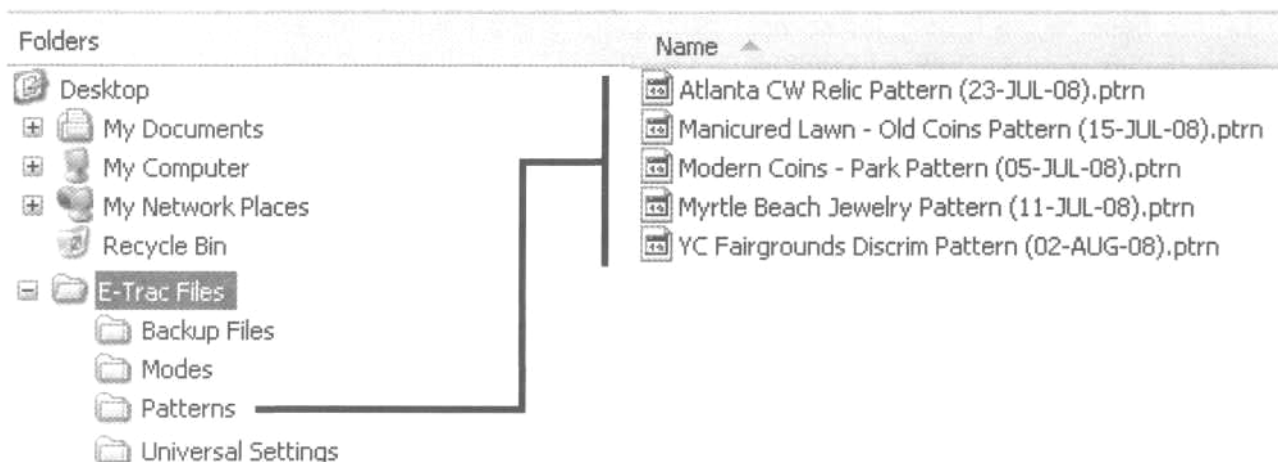 Folders
Desktop
My Documents
My Computer
My Network Places
Recycle Bin
E-Trac Files
Backup Files
Modes
Patterns
Universal Settings
Name
Atlanta CW Relic Pattern (23-JUL-08).ptrn
Manicured Lawn - Old Coins Pattern (15-JUL-08).ptrn
Modern Coins - Park Pattern (05-JUL-08).ptrn
Myrtle Beach Jewelry Pattern (11-JUL-08).ptrn
YC Fairgrounds Discrim Pattern (02-AUG-08).ptrn